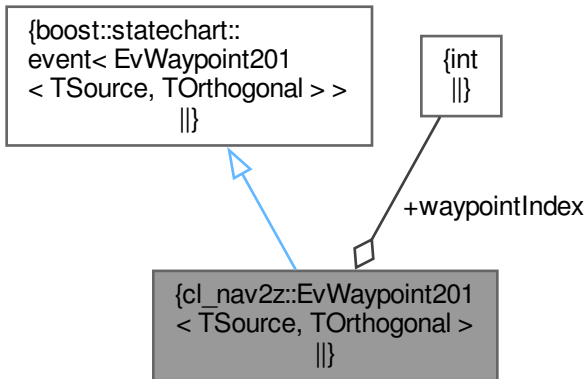 {boost::statechart::
event< EvWaypoint201
< TSource, TOrthogonal > >
||}
{int
||}
+waypointIndex
{cl_nav2z::EvWaypoint201
< TSource, TOrthogonal >
||}